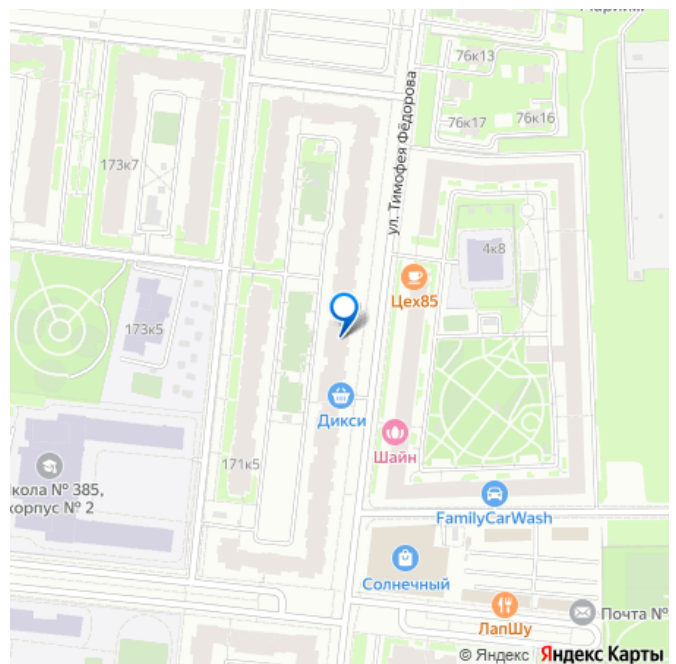 76к13
ул. Тимофея Фёдорова
76к17
76к16
173к7
4к8
Цех85
173к5
Дикси
Шайн
171к5
кола № 385,
корпус № 2
FamilyCarWash
Солнечный
ЛапШу
Почта №
© Яндекс Яндекс Карты